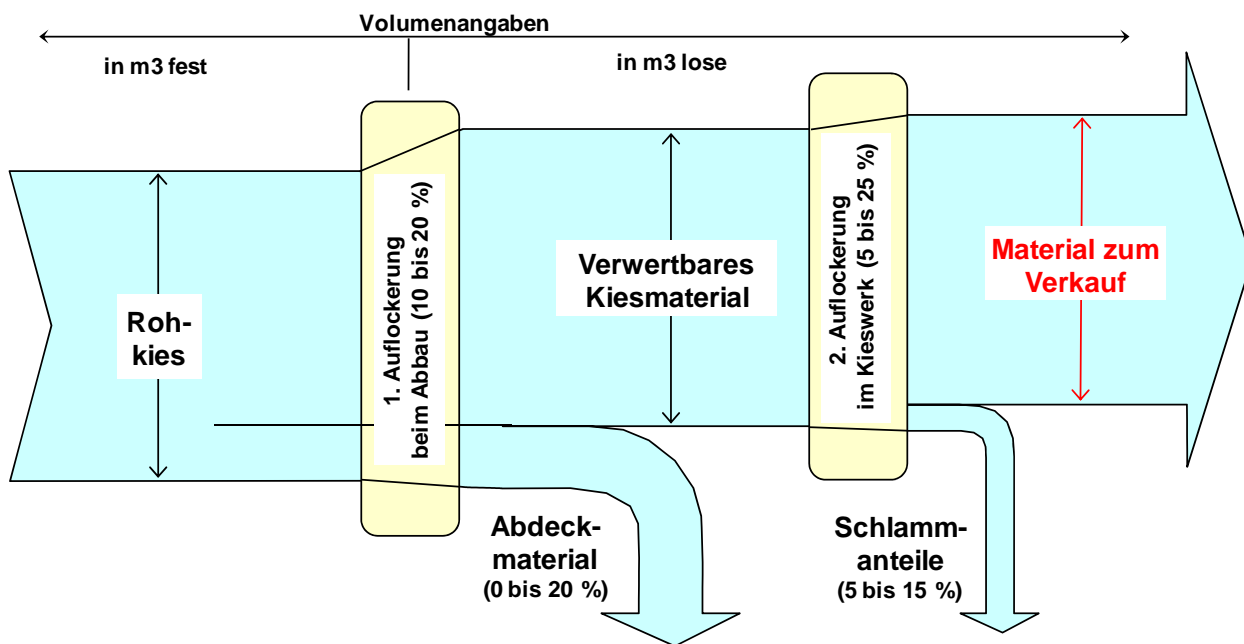 Volumenangaben
in m3 fest
in m3 lose
Roh-
kies
1. Auflockerung
beim Abbau (10 bis 20 %)
Verwertbares
Kiesmaterial
2. Auflockerung
im Kieswerk (5 bis 25 %)
Material zum
Verkauf
Abdeck-
material
(0 bis 20 %)
Schlamm-
anteile
(5 bis 15 %)